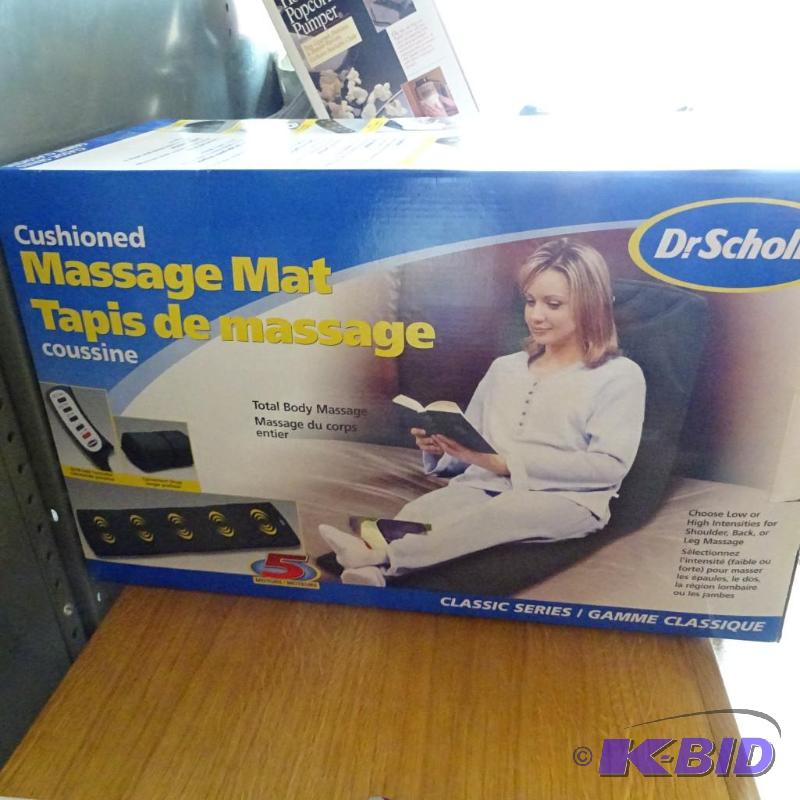 Popcorn
Pumper
Cushioned
Massage Mat
Tapis de massage
coussine
Dr Scholl
Total Body Massage
Massage du corps
entier
5
MOTORS / MOTEURS
Choose Low or
High Intensities for
Shoulder, Back, or
Leg Massage
Sélectionnez
l'intensité (faible ou
forte) pour masser
les épaules, le dos,
la région lombaire
ou les jambes
CLASSIC SERIES / GAMME CLASSIQUE
© K-BID